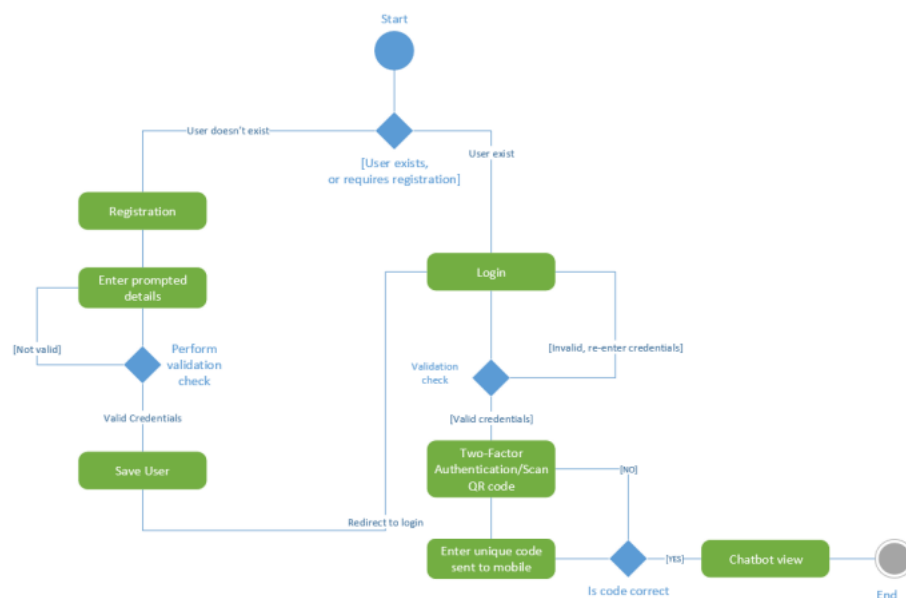 Start
User doesn't exist
User exist
[User exists,
or requires registration]
Registration
Login
Enter prompted
details
[Not valid]
Perform
validation
check
[Invalid, re-enter credentials]
Validation
check
Valid Credentials
[Valid credentials]
Save User
Two-Factor
Authentication/Scan
QR code
[NO]
Redirect to login
Enter unique code
sent to mobile
[YES]
Chatbot view
Is code correct
End